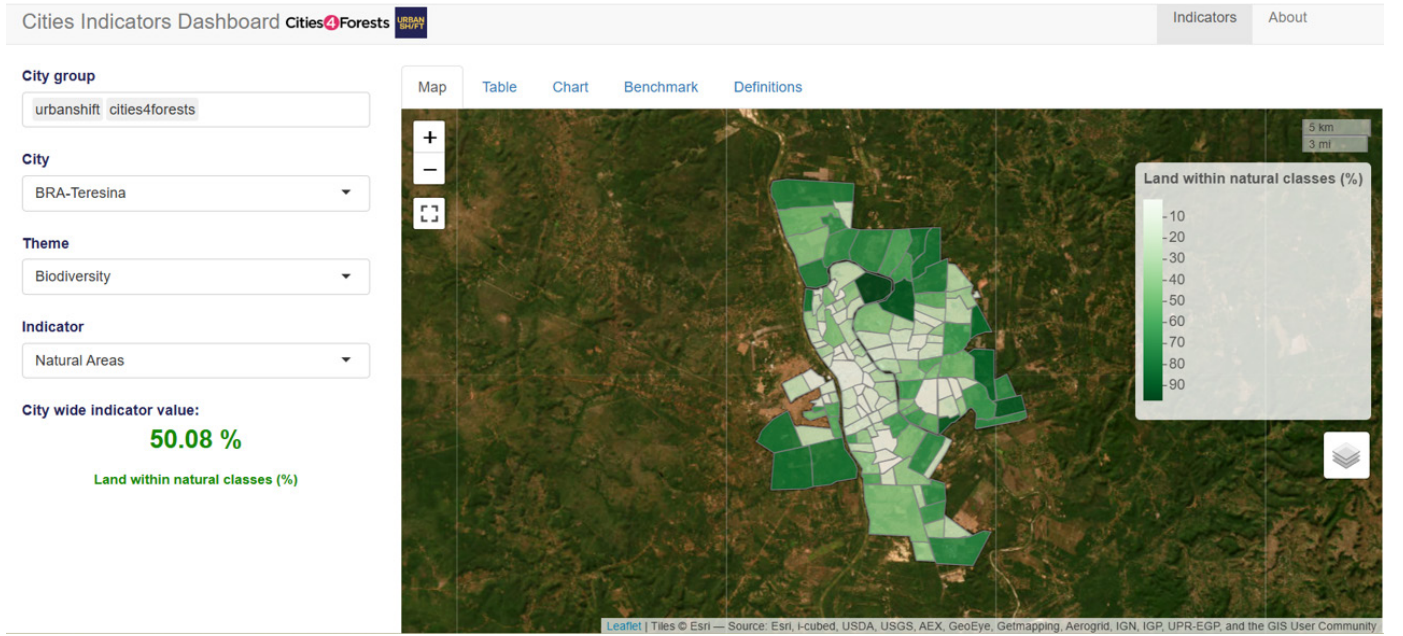 Cities Indicators Dashboard Cities4Forests URBAN SHIFT
Indicators About
City group
urbanshift cities4forests
City
BRA-Teresina
Theme
Biodiversity
Indicator
Natural Areas
City wide indicator value:
50.08 %
Land within natural classes (%)
Map Table Chart Benchmark Definitions
+
−
5 km
3 mi
Land within natural classes (%)
10
20
30
40
50
60
70
80
90
Leaflet | Tiles © Esri — Source: Esri, i-cubed, USDA, USGS, AEX, GeoEye, Getmapping, Aerogrid, IGN, IGP, UPR-EGP, and the GIS User Community